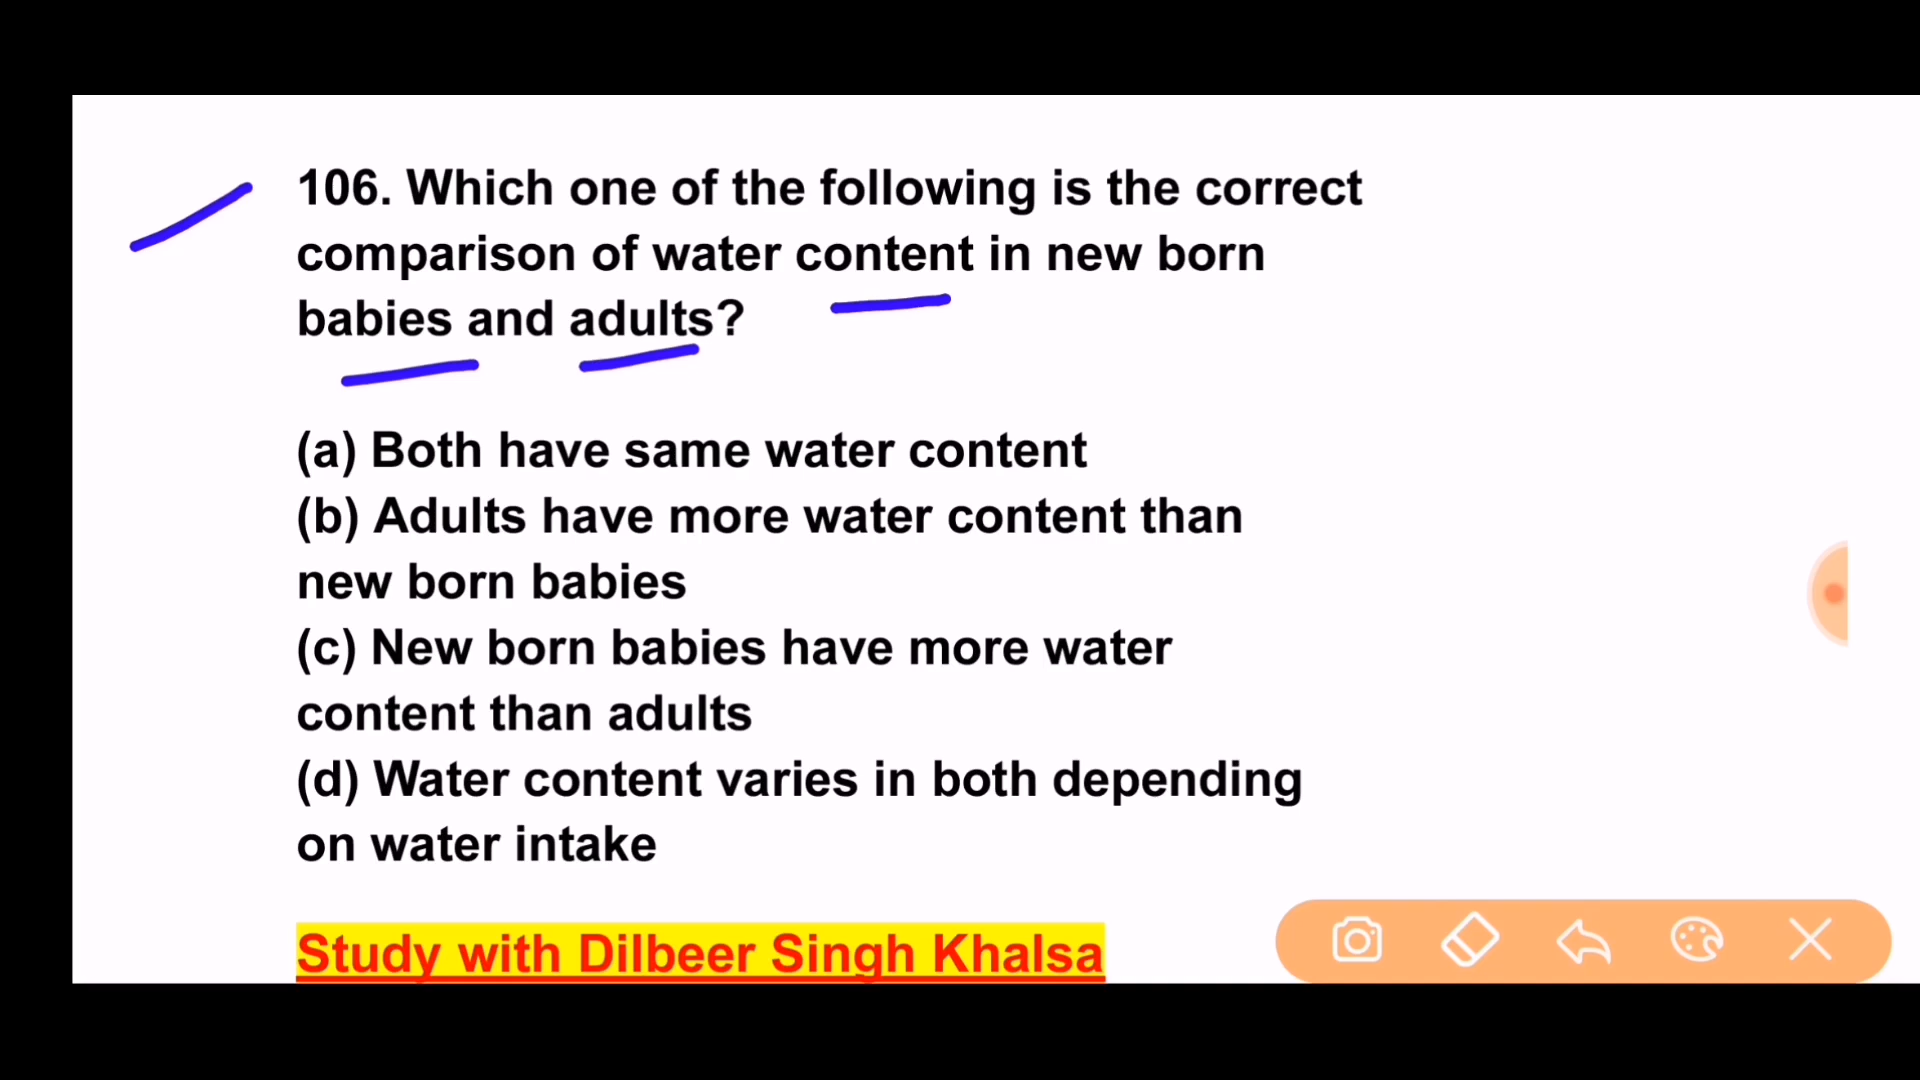 106. Which one of the following is the correct
comparison of water content in new born
babies and adults?
(a) Both have same water content
(b) Adults have more water content than
new born babies
(c) New born babies have more water
content than adults
(d) Water content varies in both depending
on water intake
Study with Dilbeer Singh Khalsa